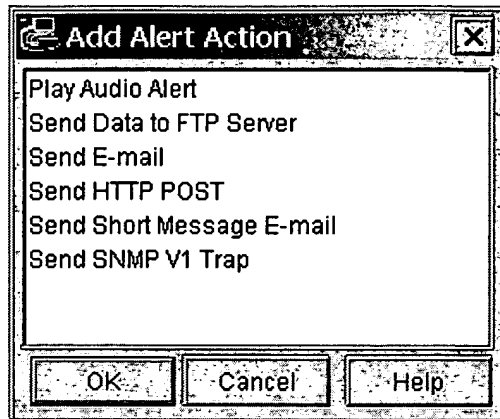 Add Alert Action
Play Audio Alert
Send Data to FTP Server
Send E-mail
Send HTTP POST
Send Short Message E-mail
Send SNMP V1 Trap
OK Cancel Help